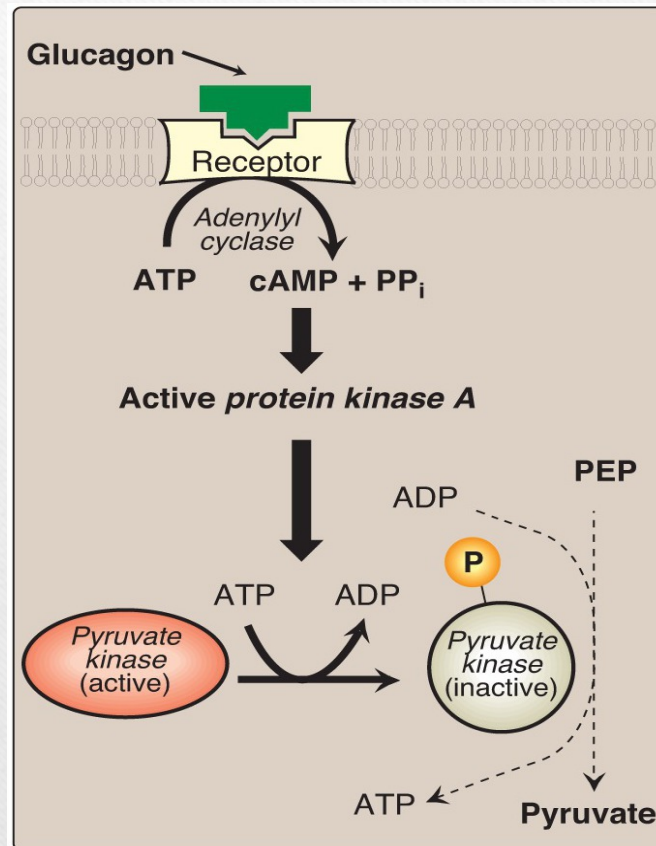 Glucagon
Receptor
Adenylyl
cyclase
ATP
cAMP + PPi
Active protein kinase A
ADP
PEP
P
ATP
ADP
Pyruvate
kinase
(active)
Pyruvate
kinase
(inactive)
ATP
Pyruvate